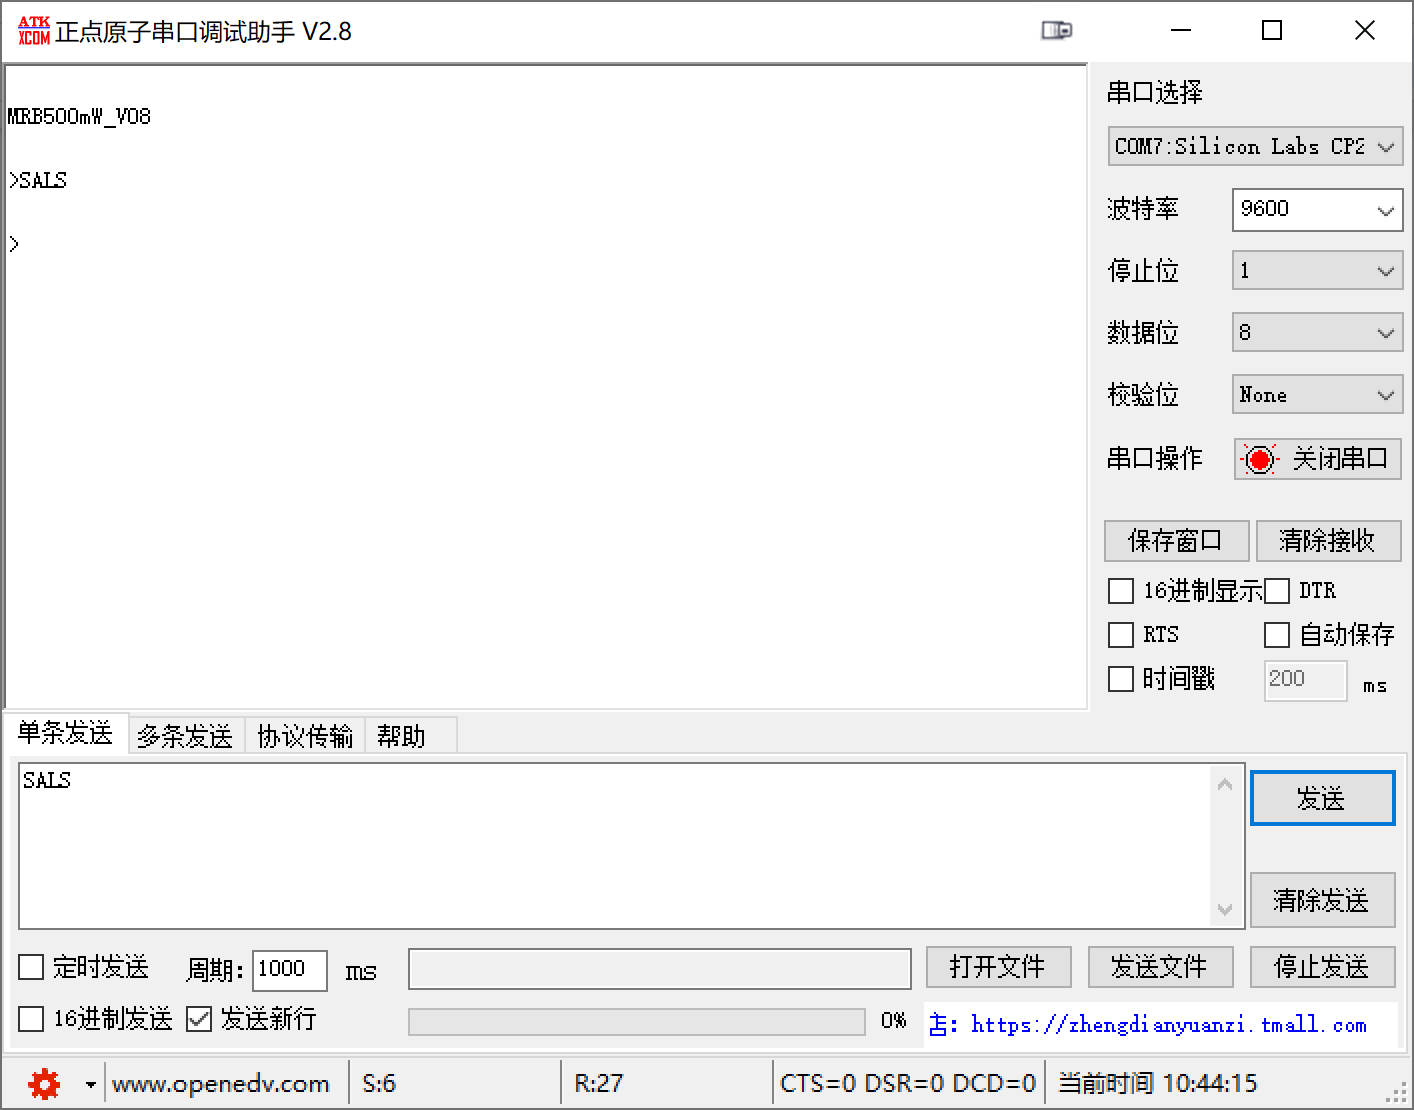 ATK
XCOM 正点原子串口调试助手 V2.8
MRB500mW_V08
>SALS
>
串口选择
COM7:Silicon Labs CP2
波特率 9600
停止位 1
数据位 8
校验位 None
串口操作 关闭串口
保存窗口 清除接收
16进制显示 DTR
RTS 自动保存
时间戳 200 ms
单条发送 多条发送 协议传输 帮助
SALS
发送
清除发送
定时发送 周期: 1000 ms 打开文件 发送文件 停止发送
16进制发送 发送新行 0% : https://zhengdianyuanzi.tmall.com
www.openedv.com S:6 R:27 CTS=0 DSR=0 DCD=0 当前时间 10:44:15